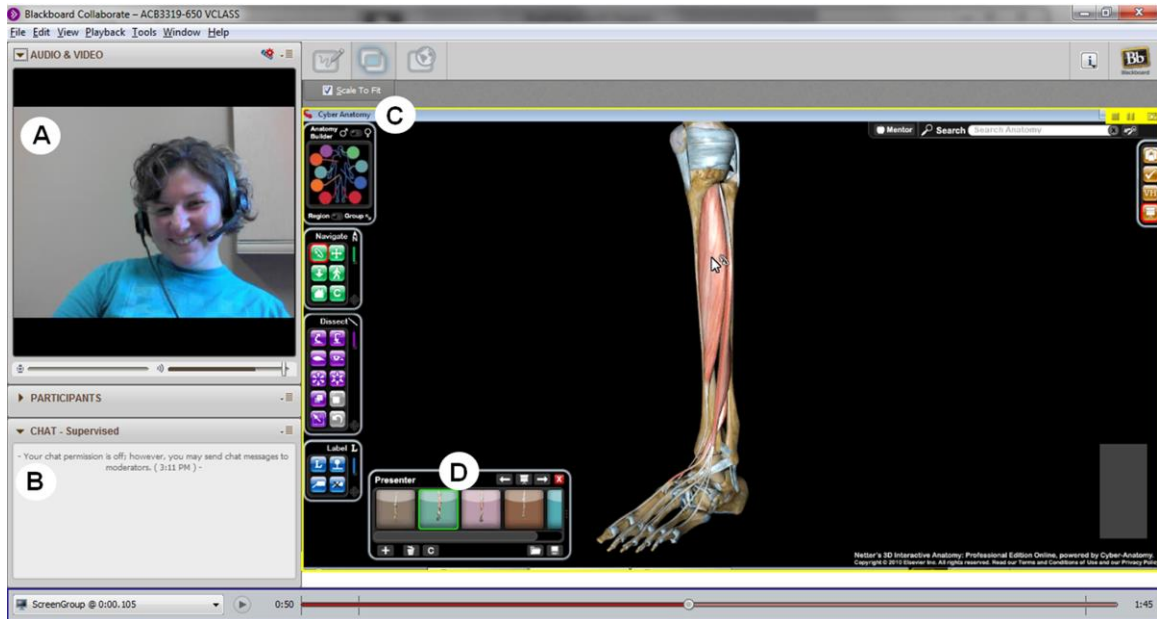 Blackboard Collaborate – ACB3319-650 VCLASS
File Edit View Playback Tools Window Help
AUDIO & VIDEO
i
Bb
Blackboard
Scale To Fit
A
Cyber Anatomy
C
Anatomy
Builder
Mentor
Search
Search Anatomy
VH
Region
Group
Navigate
C
Dissect
PARTICIPANTS
CHAT - Supervised
- Your chat permission is off; however, you may send chat messages to
moderators. ( 3:11 PM ) -
B
Label L
L
D
Presenter
X
C
Netter's 3D Interactive Anatomy: Professional Edition Online, powered by Cyber-Anatomy.
Copyright © 2010 Elsevier Inc. All rights reserved. Read our Terms and Conditions of Use and our Privacy Policy
ScreenGroup @ 0:00.105
0:50
1:45